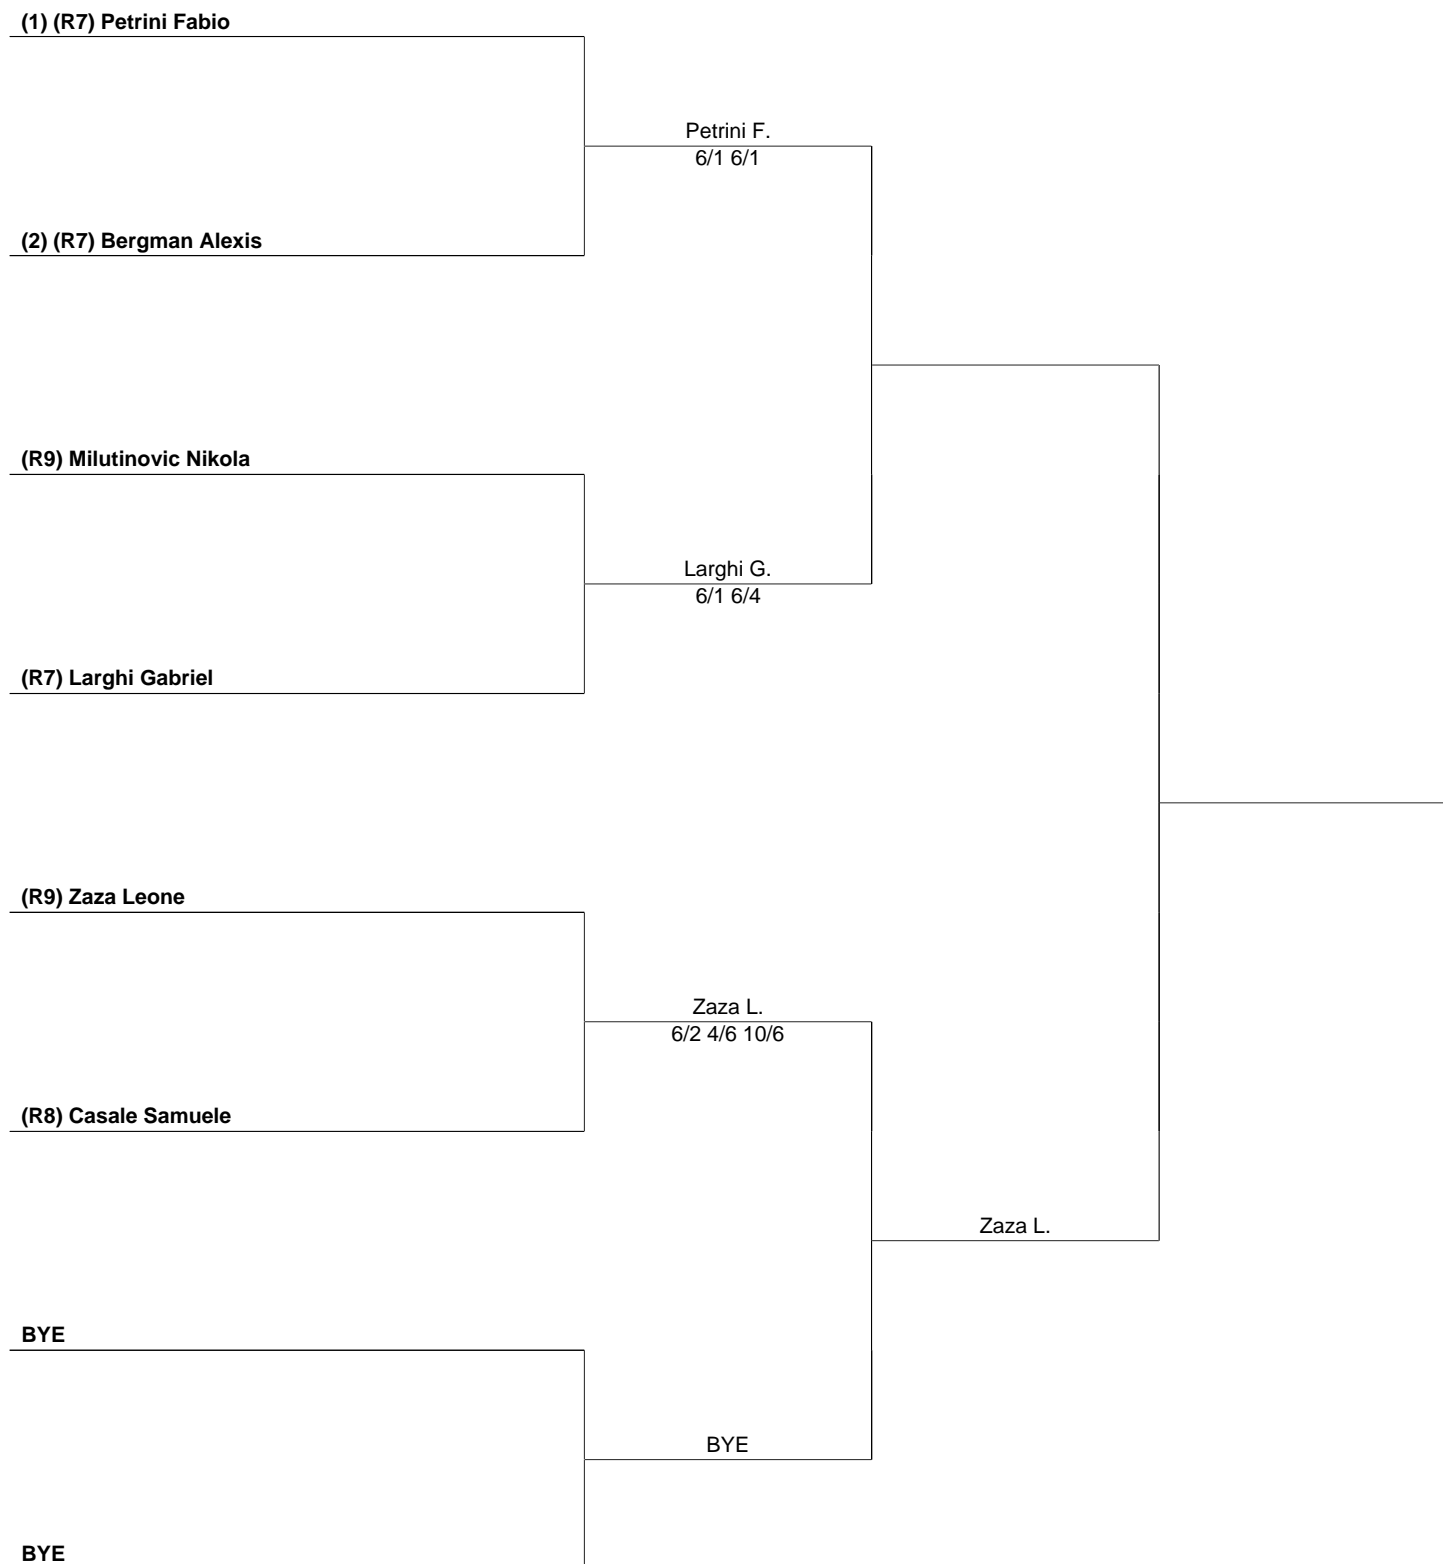 (1) (R7) Petrini Fabio
Petrini F.
6/1 6/1
(2) (R7) Bergman Alexis
(R9) Milutinovic Nikola
Larghi G.
6/1 6/4
(R7) Larghi Gabriel
(R9) Zaza Leone
Zaza L.
6/2 4/6 10/6
(R8) Casale Samuele
Zaza L.
BYE
BYE
BYE